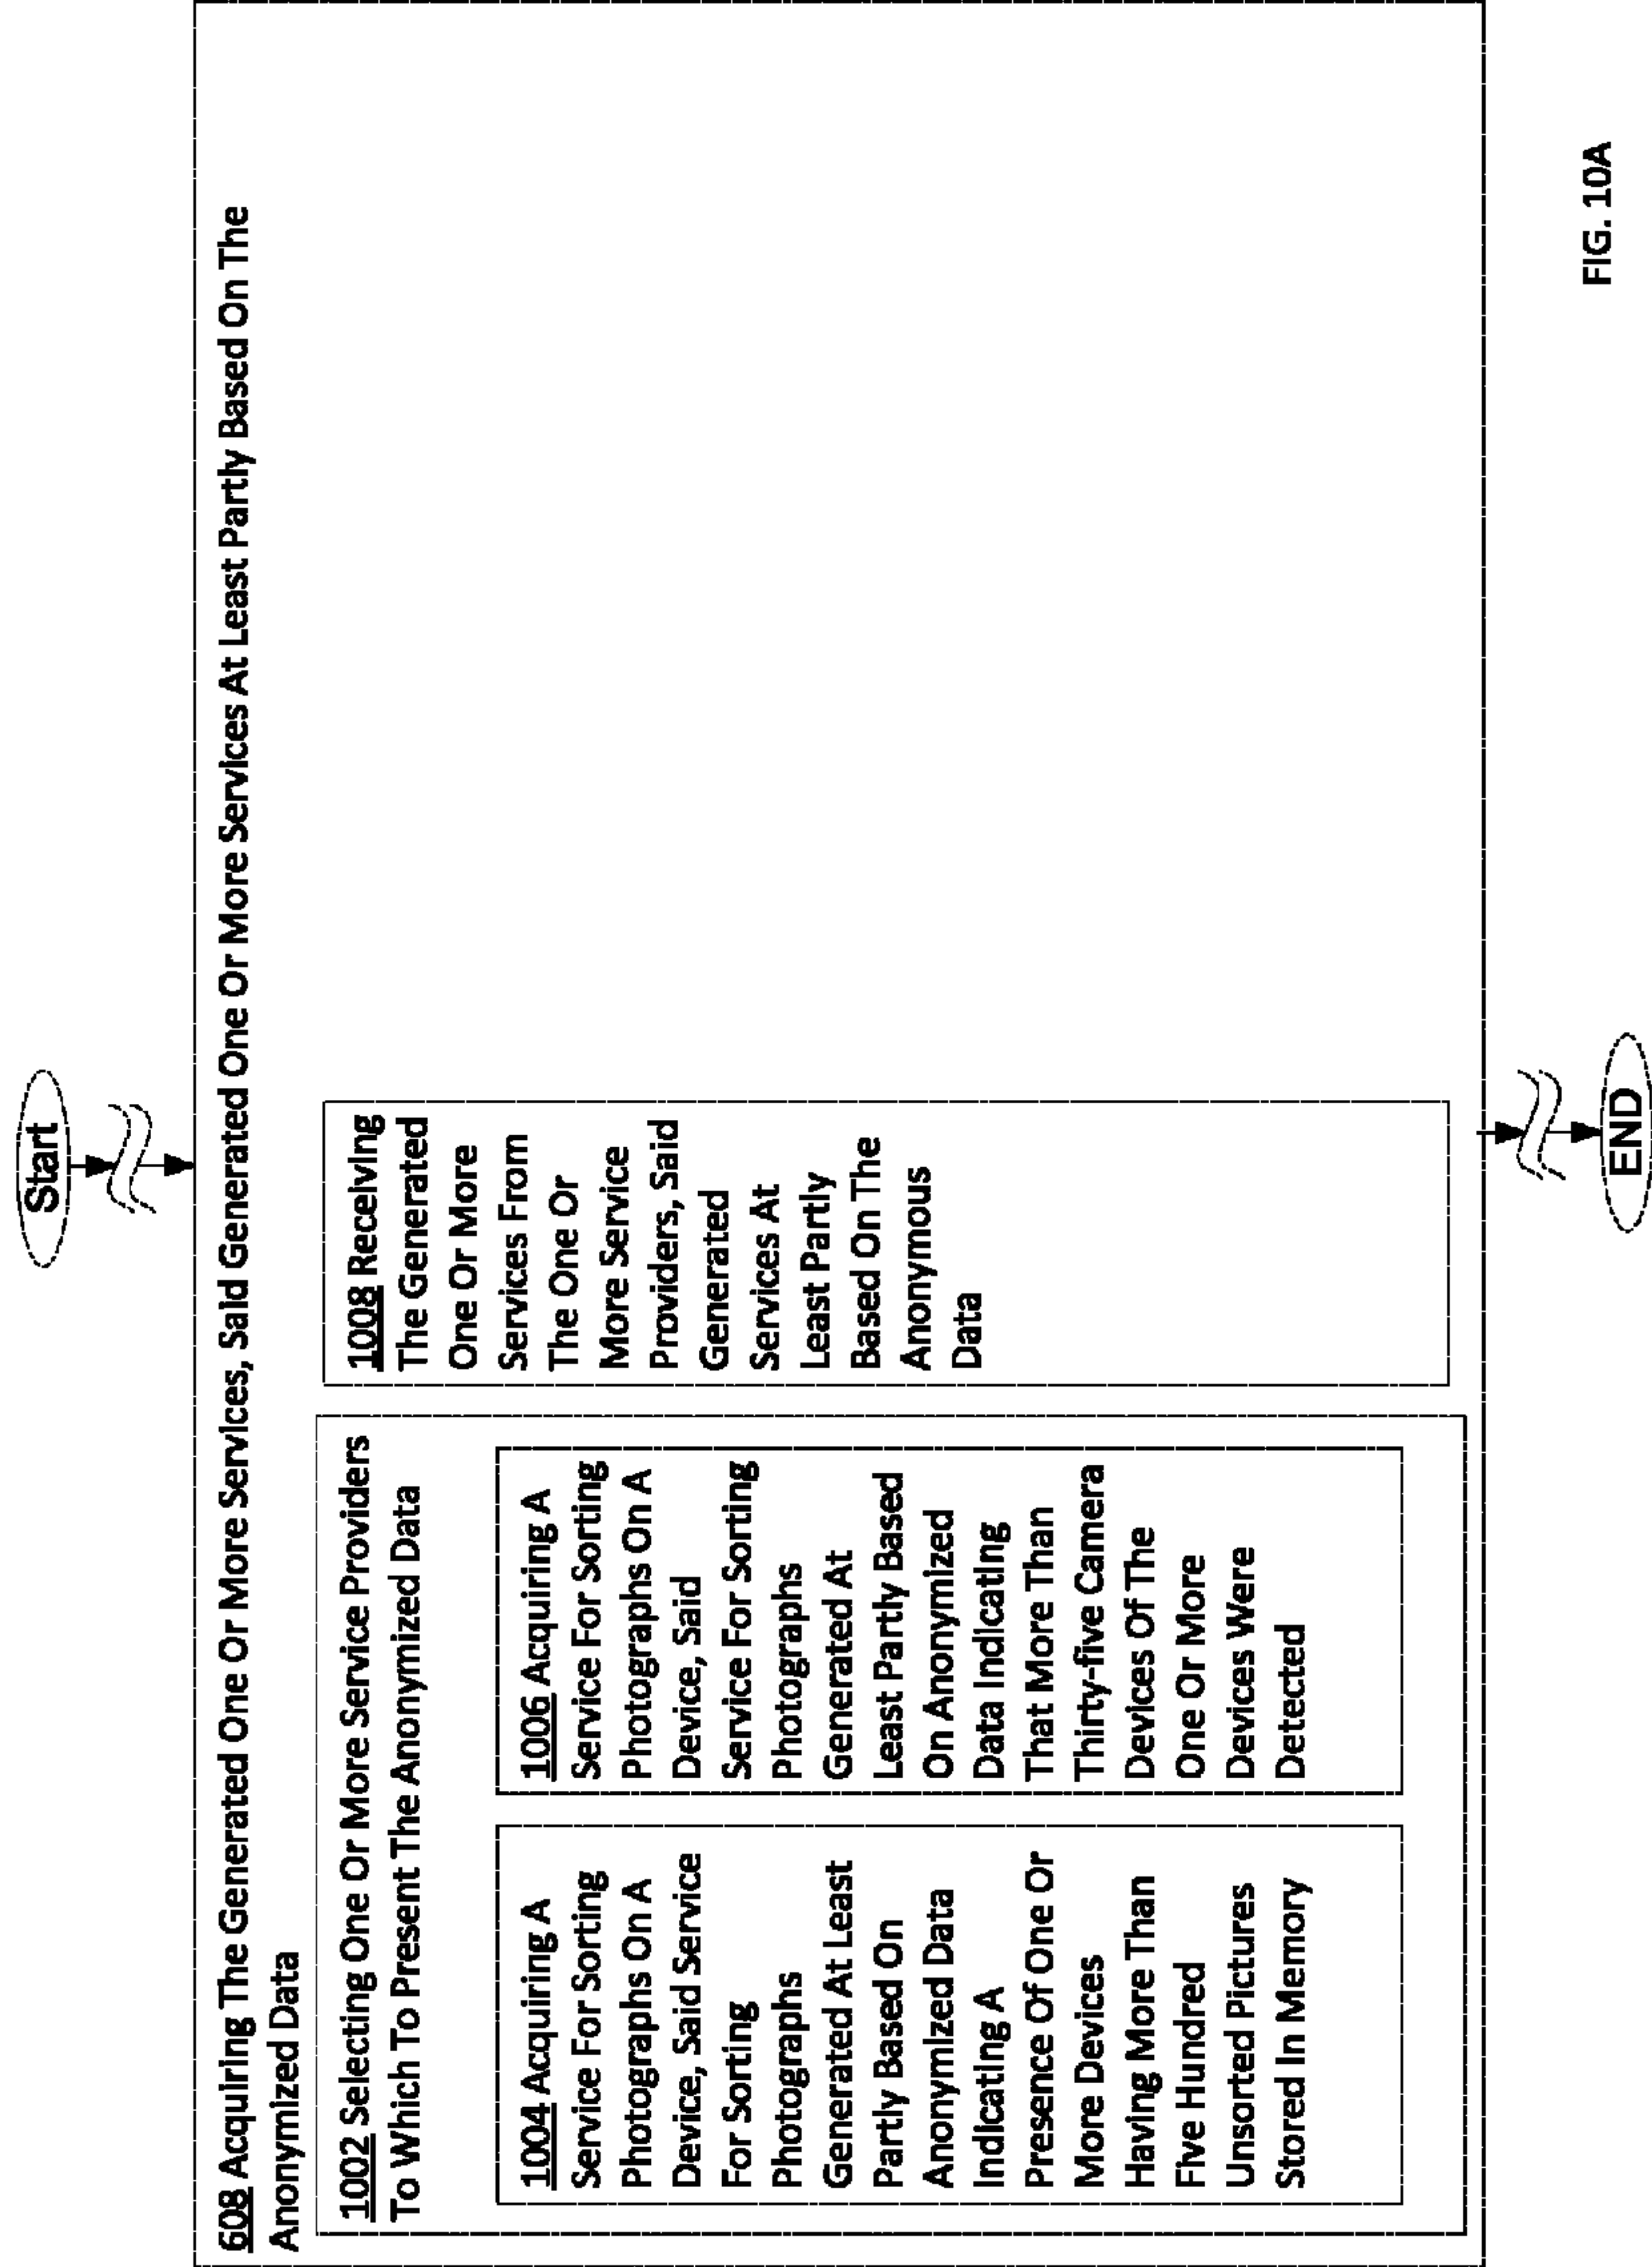 Start
608 Acquiring The Generated One Or More Services, Said Generated One Or More Services At Least Partly Based On The
Anonymized Data
1002 Selecting One Or More Service Providers
To Which To Present The Anonymized Data
1004 Acquiring A
Service For Sorting
Photographs On A
Device, Said Service
For Sorting
Photographs
Generated At Least
Partly Based On
Anonymized Data
Indicating A
Presence Of One Or
More Devices
Having More Than
Five Hundred
Unsorted Pictures
Stored In Memory
1006 Acquiring A
Service For Sorting
Photographs On A
Device, Said
Service For Sorting
Photographs
Generated At
Least Partly Based
On Anonymized
Data Indicating
That More Than
Thirty-five Camera
Devices Of The
One Or More
Devices Were
Detected
1008 Receiving
The Generated
One Or More
Services From
The One Or
More Service
Providers, Said
Generated
Services At
Least Partly
Based On The
Anonymous
Data
END
FIG. 10A